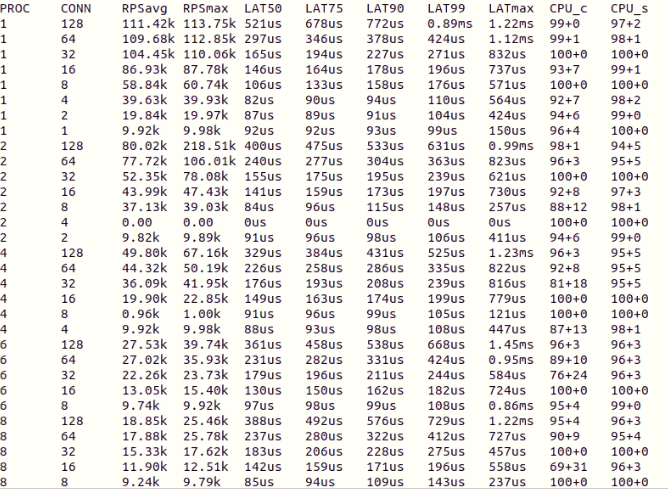 PROC CONN RPSavg RPSmax LAT50 LAT75 LAT90 LAT99 LATmax CPU_c CPU_s
1 128 111.42k 113.75k 521us 678us 772us 0.89ms 1.22ms 99+0 97+2
1 64 109.68k 112.85k 297us 346us 378us 424us 1.12ms 99+1 98+1
1 32 104.45k 110.06k 165us 194us 227us 271us 832us 100+0 100+0
1 16 86.93k 87.78k 146us 164us 178us 196us 737us 93+7 99+1
1 8 58.84k 60.74k 106us 133us 158us 176us 571us 100+0 100+0
1 4 39.63k 39.93k 82us 90us 94us 110us 564us 92+7 98+2
1 2 19.84k 19.97k 87us 89us 91us 104us 424us 94+6 99+0
1 1 9.92k 9.98k 92us 92us 93us 99us 150us 96+4 100+0
2 128 80.02k 218.51k 400us 475us 533us 631us 0.99ms 98+1 94+5
2 64 77.72k 106.01k 240us 277us 304us 363us 823us 96+3 95+5
2 32 52.35k 78.08k 155us 175us 195us 239us 621us 100+0 100+0
2 16 43.99k 47.43k 141us 159us 173us 197us 730us 92+8 97+3
2 8 37.13k 39.03k 84us 96us 115us 148us 257us 88+12 98+1
2 4 0.00 0.00 0us 0us 0us 0us 0us 100+0 100+0
2 2 9.82k 9.89k 91us 96us 98us 106us 411us 94+6 99+0
4 128 49.80k 67.16k 329us 384us 431us 525us 1.23ms 96+3 95+5
4 64 44.32k 50.19k 226us 258us 286us 335us 822us 92+8 95+5
4 32 36.09k 41.95k 176us 193us 208us 239us 816us 81+18 95+5
4 16 19.90k 22.85k 149us 163us 174us 199us 779us 100+0 100+0
4 8 0.96k 1.00k 91us 96us 99us 105us 121us 100+0 100+0
4 4 9.92k 9.98k 88us 93us 98us 108us 447us 87+13 98+1
6 128 27.53k 39.74k 361us 458us 538us 668us 1.45ms 96+3 96+3
6 64 27.02k 35.93k 231us 282us 331us 424us 0.95ms 89+10 96+3
6 32 22.26k 23.73k 179us 196us 211us 244us 584us 76+24 96+3
6 16 13.05k 15.40k 130us 150us 162us 182us 724us 100+0 100+0
6 8 9.74k 9.92k 97us 98us 99us 108us 0.86ms 95+4 99+0
8 128 18.85k 25.46k 388us 492us 576us 729us 1.22ms 95+4 96+3
8 64 17.88k 25.78k 237us 280us 322us 412us 727us 90+9 95+4
8 32 15.33k 17.62k 183us 206us 228us 275us 457us 100+0 100+0
8 16 11.90k 12.51k 142us 159us 171us 196us 558us 69+31 96+3
8 8 9.24k 9.79k 85us 94us 109us 143us 237us 100+0 100+0